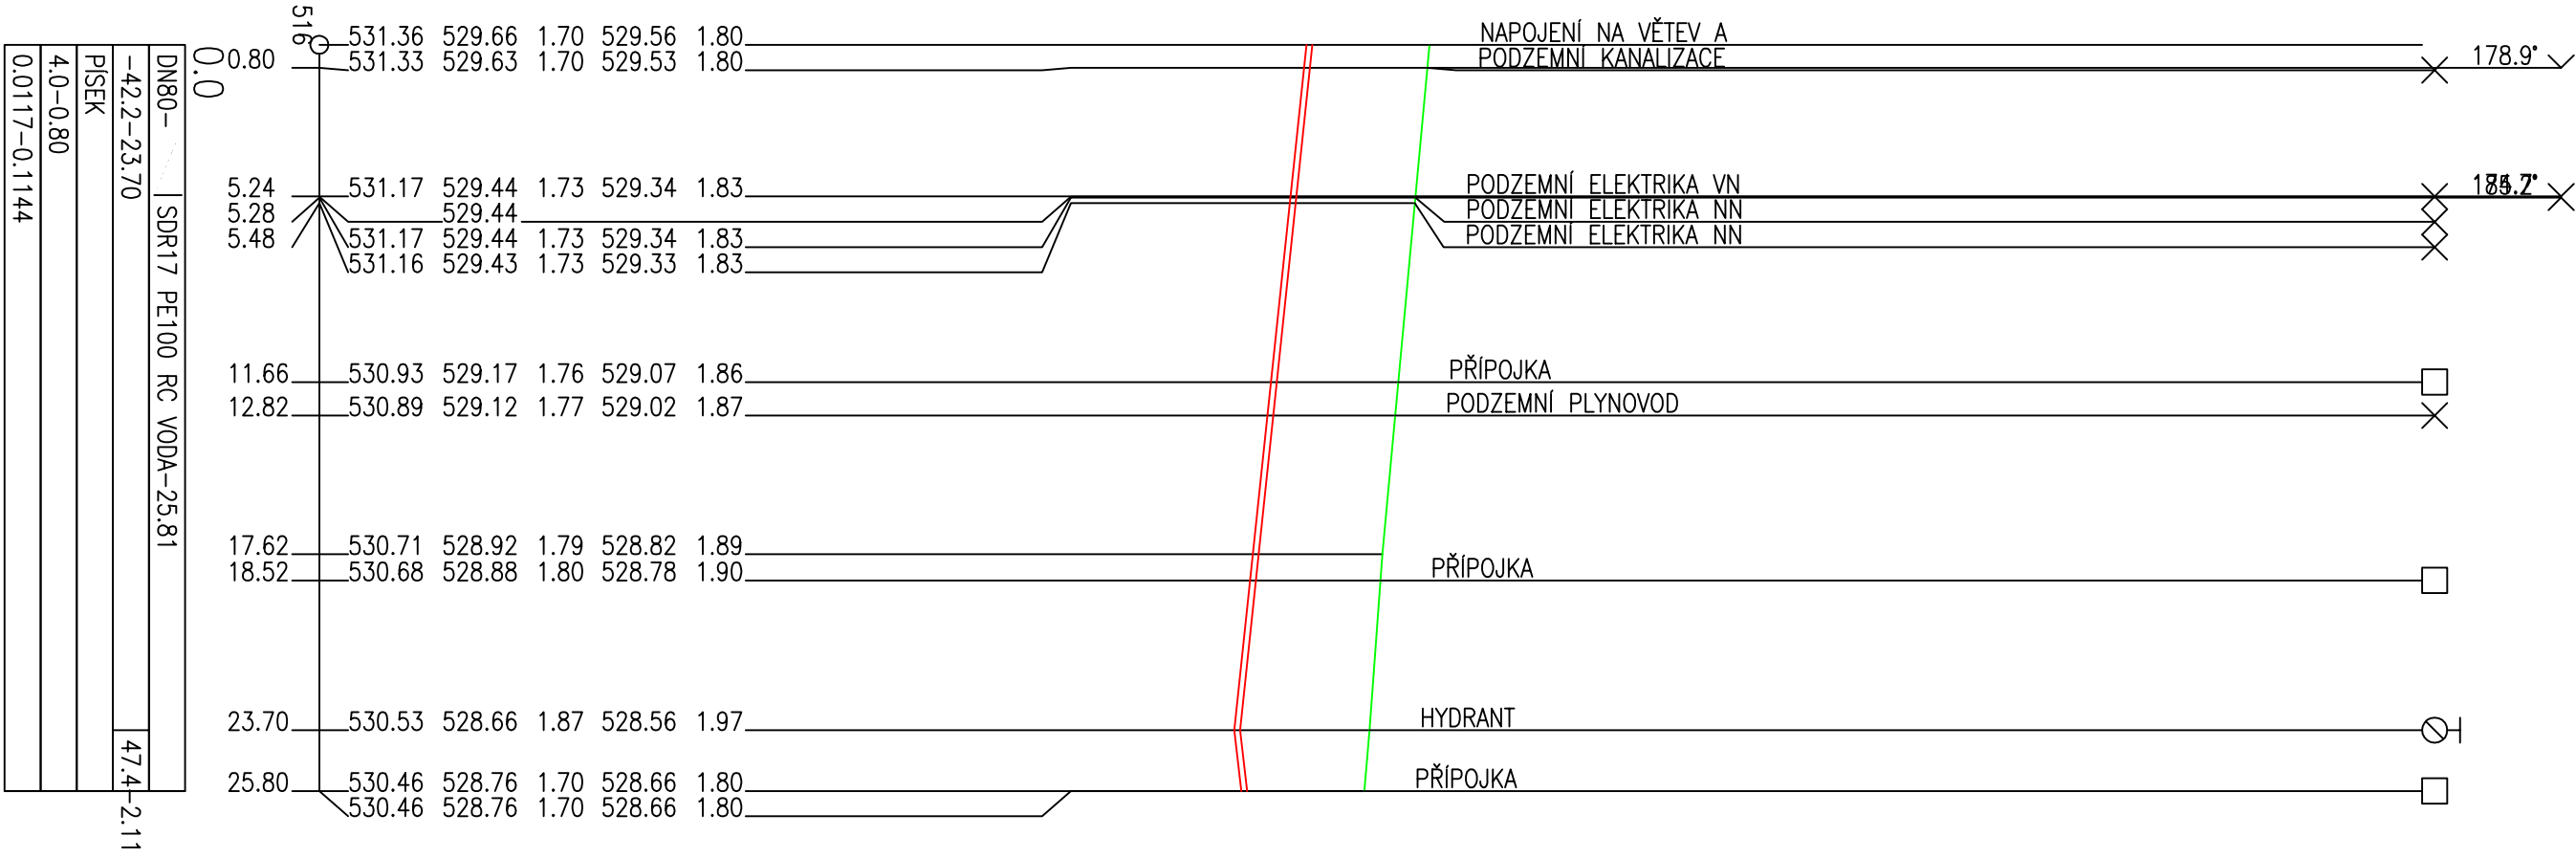 516
531.36 529.66 1.70 529.56 1.80 NAPOJENÍ NA VĚTEV A
0.80 531.33 529.63 1.70 529.53 1.80 PODZEMNÍ KANALIZACE 178.9°
0.0
5.24 531.17 529.44 1.73 529.34 1.83 PODZEMNÍ ELEKTRIKA VN
5.28 529.44 PODZEMNÍ ELEKTRIKA NN
5.48 531.17 529.44 1.73 529.34 1.83 PODZEMNÍ ELEKTRIKA NN
531.16 529.43 1.73 529.33 1.83
11.66 530.93 529.17 1.76 529.07 1.86 PŘÍPOJKA
12.82 530.89 529.12 1.77 529.02 1.87 PODZEMNÍ PLYNOVOD
17.62 530.71 528.92 1.79 528.82 1.89
18.52 530.68 528.88 1.80 528.78 1.90 PŘÍPOJKA
23.70 530.53 528.66 1.87 528.56 1.97 HYDRANT
25.80 530.46 528.76 1.70 528.66 1.80 PŘÍPOJKA
530.46 528.76 1.70 528.66 1.80
DN80- SDR17 PE100 RC VODA-25.81
-42.2-23.70 47.4-2.11
PÍSEK
4.0-0.80
0.0117-0.1144